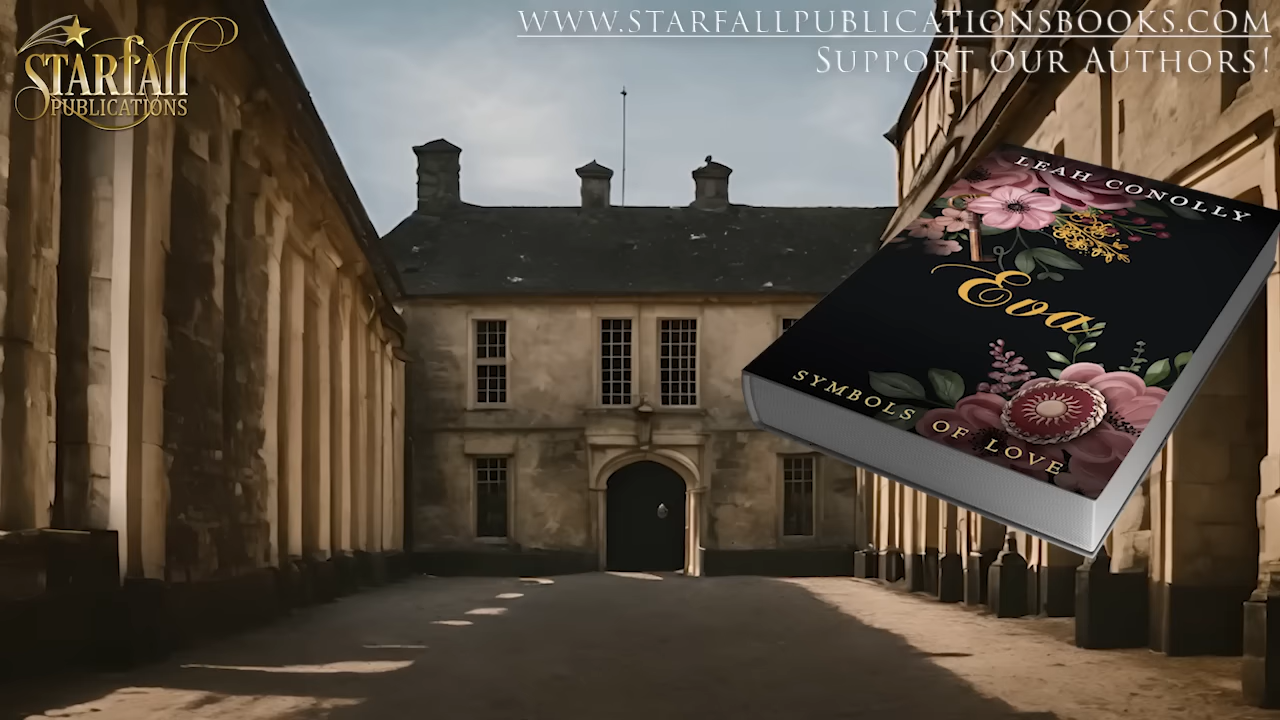 STARfall
PUBLICATIONS
WWW.STARFALLPUBLICATIONSBOOKS.COM
SUPPORT OUR AUTHORS!
LEAH CONOLLY
Eva
SYMBOLS OF LOVE